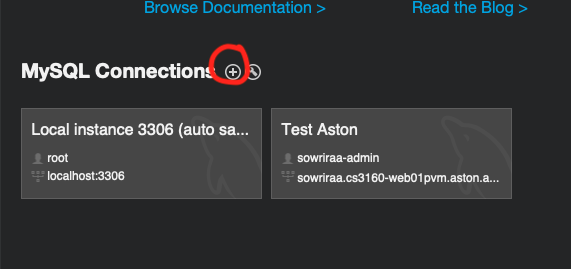 Browse Documentation >
Read the Blog >
MySQL Connections
Local instance 3306 (auto sa...
root
localhost:3306
Test Aston
sowriraa-admin
sowriraa.cs3160-web01pvm.aston.a...